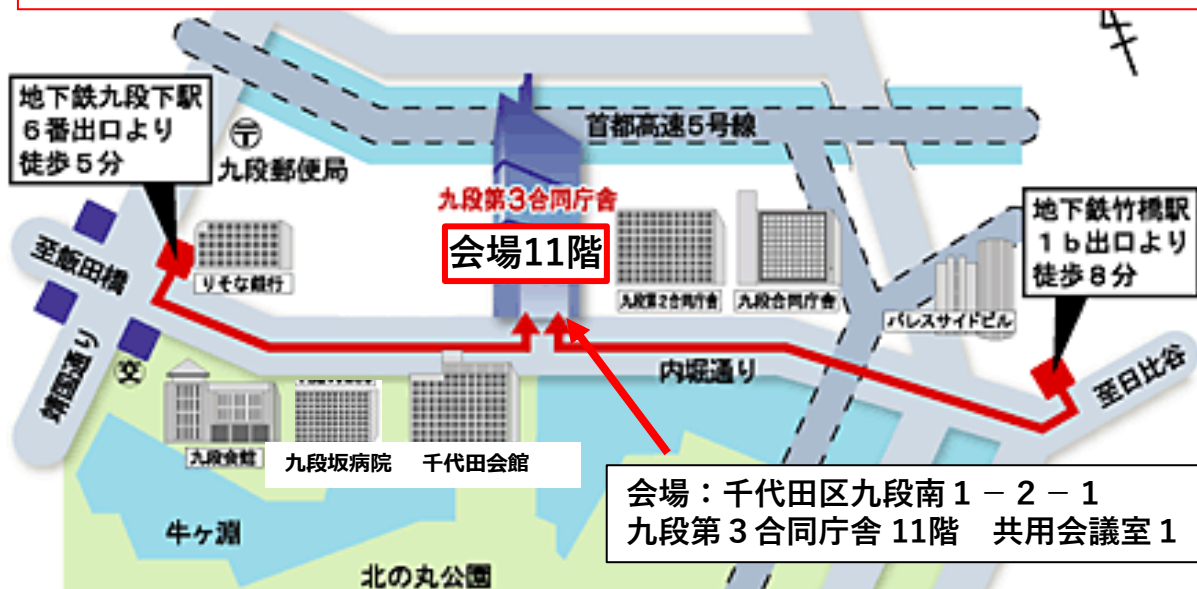 地下鉄九段下駅
６番出口より
徒歩５分
〒
九段郵便局
首都高速５号線
九段第３合同庁舎
会場11階
地下鉄竹橋駅
１ｂ出口より
徒歩８分
至飯田橋
りそな銀行
九段第２合同庁舎
九段合同庁舎
パレスサイドビル
靖国通り
交
内堀通り
至日比谷
九段会館
九段坂病院
千代田会館
会場：千代田区九段南１－２－１
九段第３合同庁舎 11階　共用会議室１
牛ヶ淵
北の丸公園